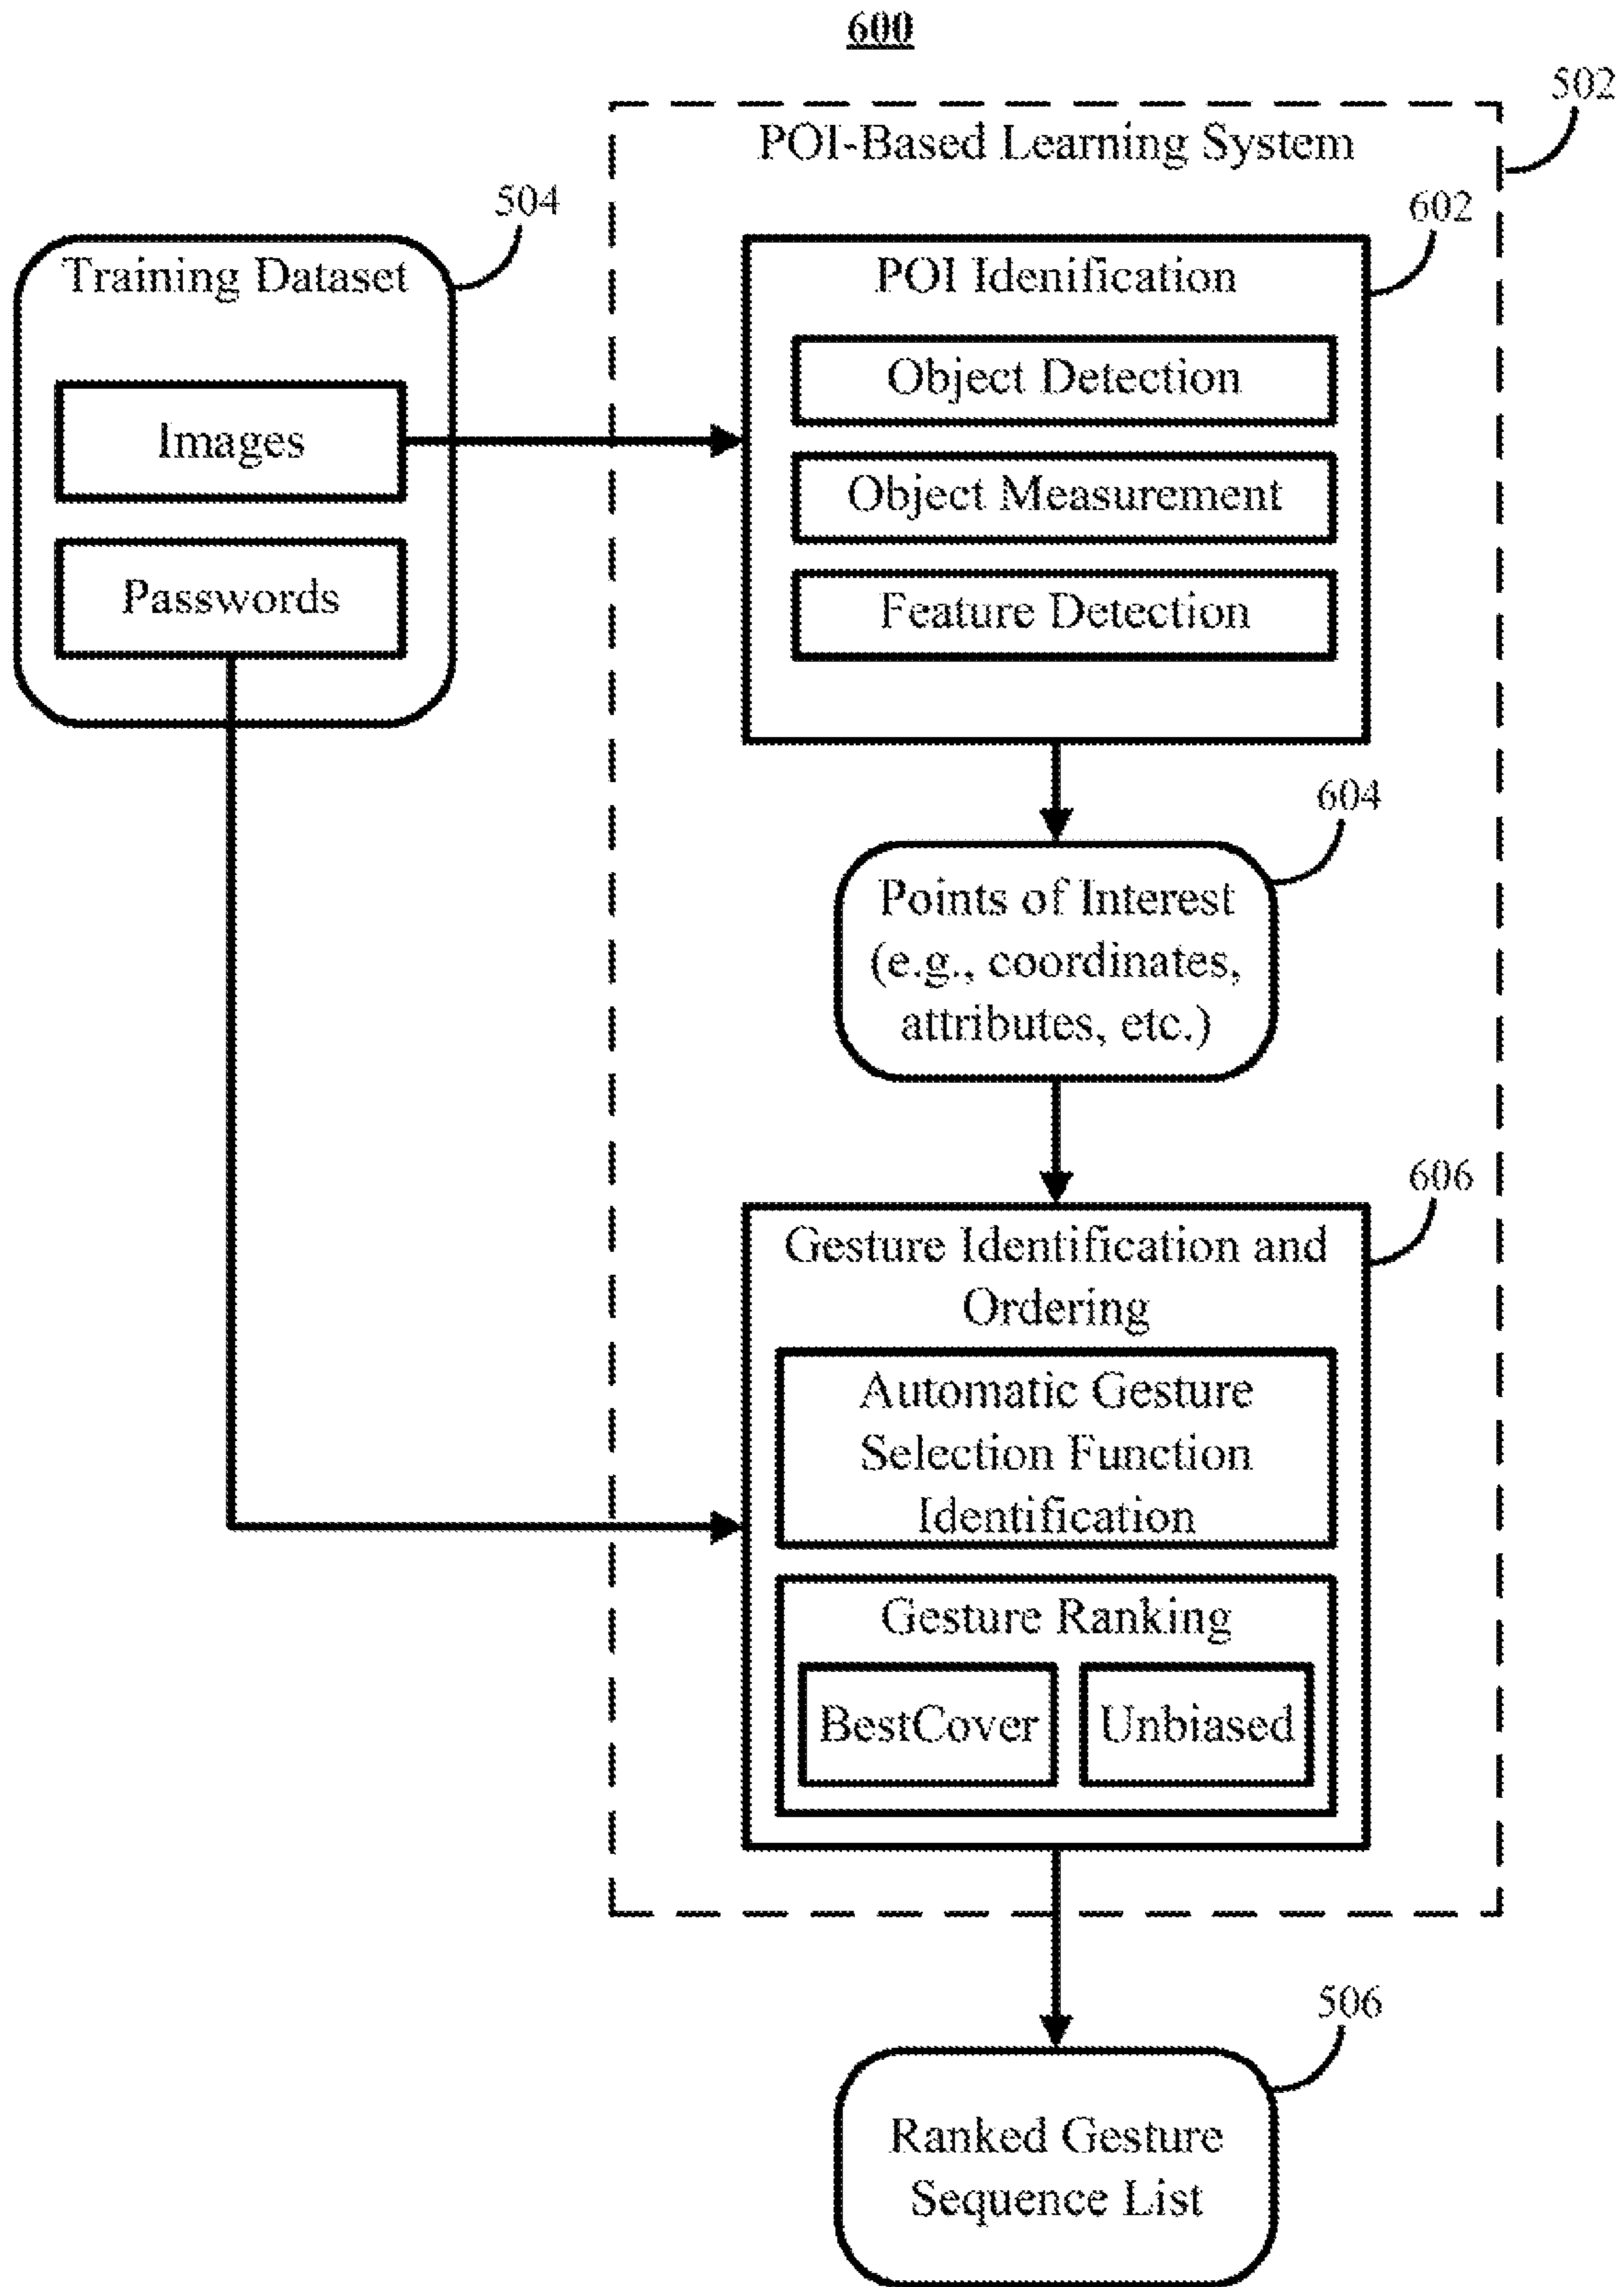 600
502
POI-Based Learning System
504
602
Training Dataset
POI Idenification
Object Detection
Images
Object Measurement
Passwords
Feature Detection
604
Points of Interest
(e.g., coordinates,
attributes, etc.)
606
Gesture Identification and
Ordering
Automatic Gesture
Selection Function
Identification
Gesture Ranking
BestCover
Unbiased
506
Ranked Gesture
Sequence List